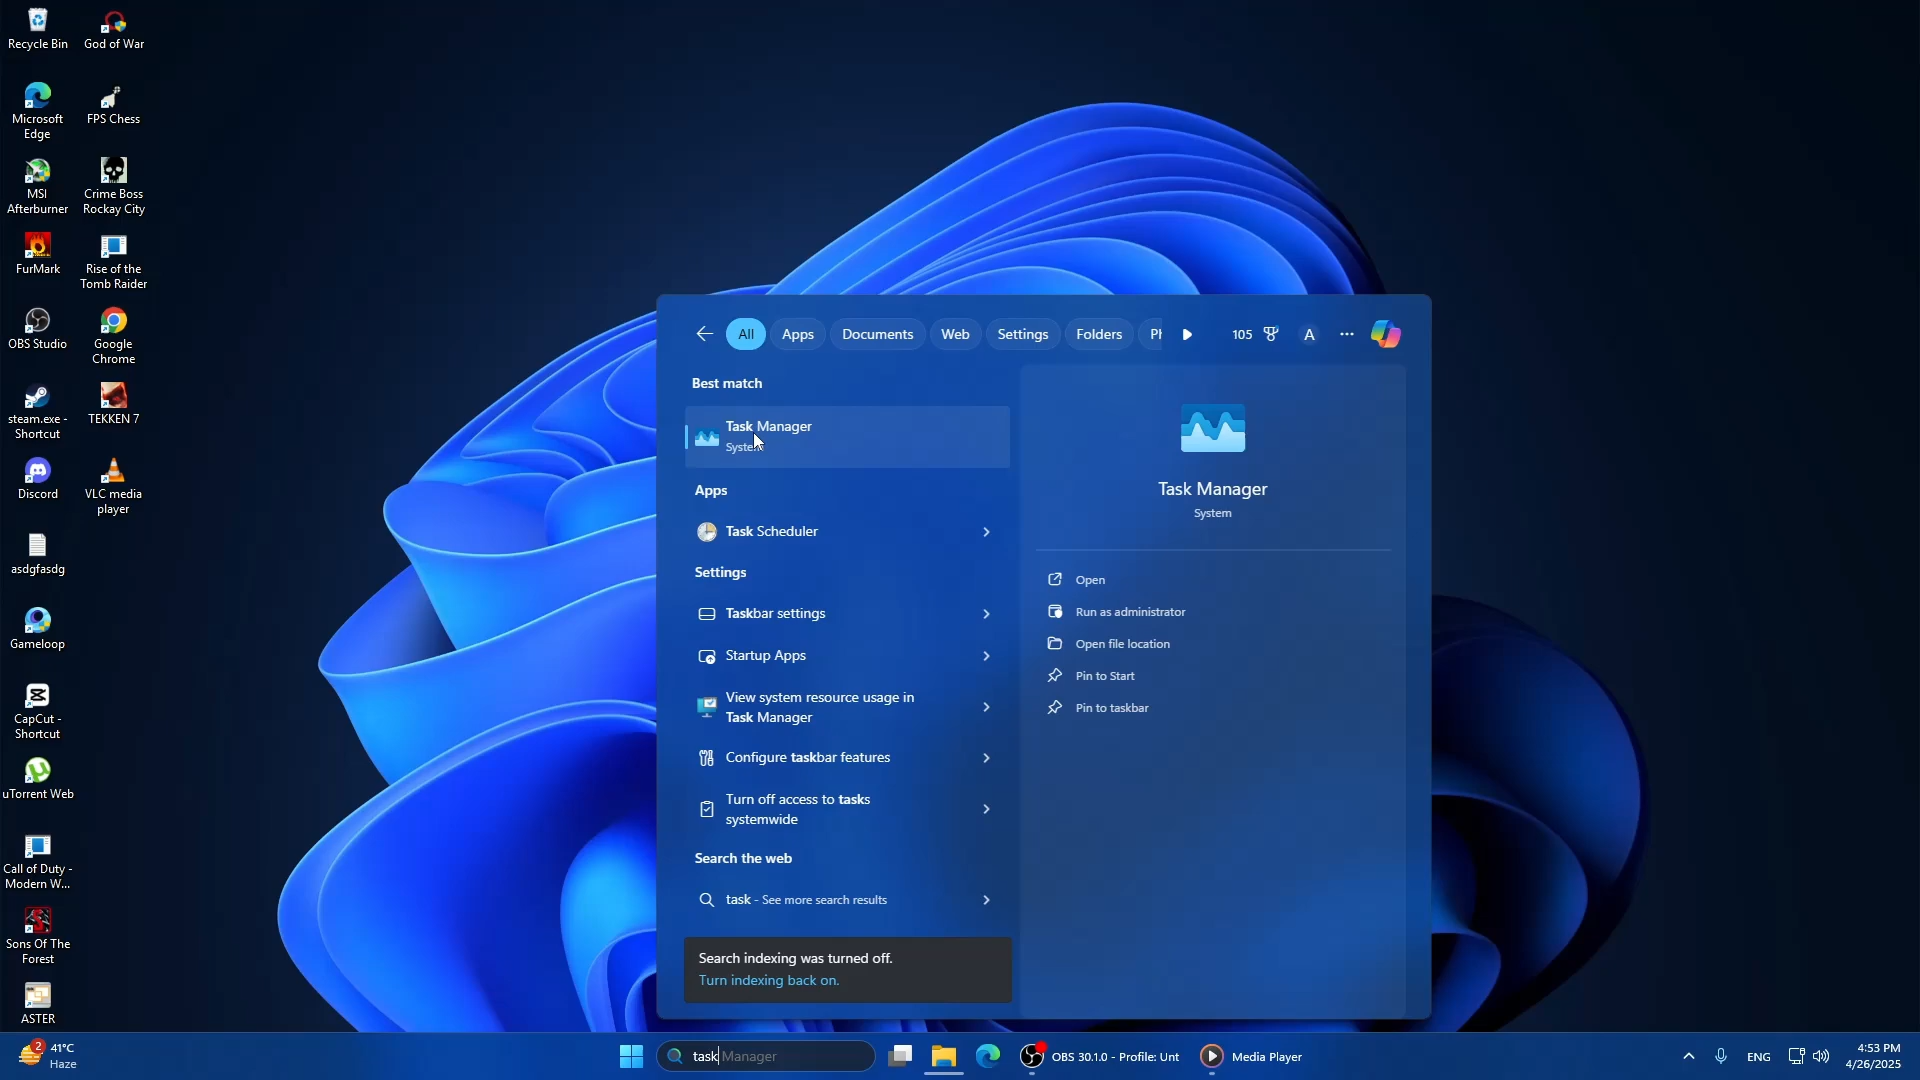 Recycle Bin
God of War
Microsoft
Edge
FPS Chess
MSI
Afterburner
Crime Boss
Rockay City
FurMark
Rise of the
Tomb Raider
OBS Studio
Google
Chrome
steam.exe -
Shortcut
TEKKEN 7
Discord
VLC media
player
asdgfasdg
Gameloop
CapCut -
Shortcut
uTorrent Web
Call of Duty -
Modern W...
Sons Of The
Forest
ASTER
All
Apps
Documents
Web
Settings
Folders
105
A
Best match
Task Manager
System
Apps
Task Scheduler
Settings
Taskbar settings
Startup Apps
View system resource usage in
Task Manager
Configure taskbar features
Turn off access to tasks
systemwide
Search the web
task - See more search results
Search indexing was turned off.
Turn indexing back on.
Task Manager
System
Open
Run as administrator
Open file location
Pin to Start
Pin to taskbar
2
41°C
Haze
task Manager
OBS 30.1.0 - Profile: Unt
Media Player
ENG
4:53 PM
4/26/2025